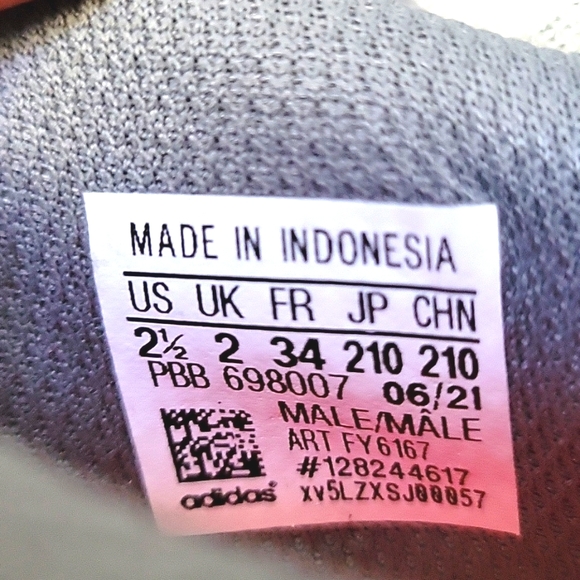 MADE IN INDONESIA
US UK FR JP CHN
2½ 2 34 210 210
PBB 698007 06/21
MALE/MÂLE
ART FY6167
#128244617
adidas xv5LZXSJ00057